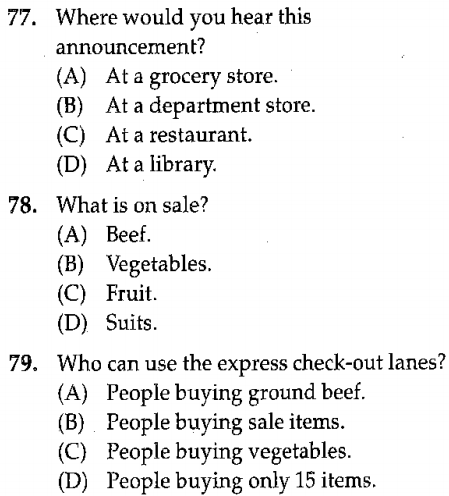 77. Where would you hear this
announcement?
(A) At a grocery store.
(B) At a department store.
(C) At a restaurant.
(D) At a library.
78. What is on sale?
(A) Beef.
(B) Vegetables.
(C) Fruit.
(D) Suits.
79. Who can use the express check-out lanes?
(A) People buying ground beef.
(B) People buying sale items.
(C) People buying vegetables.
(D) People buying only 15 items.